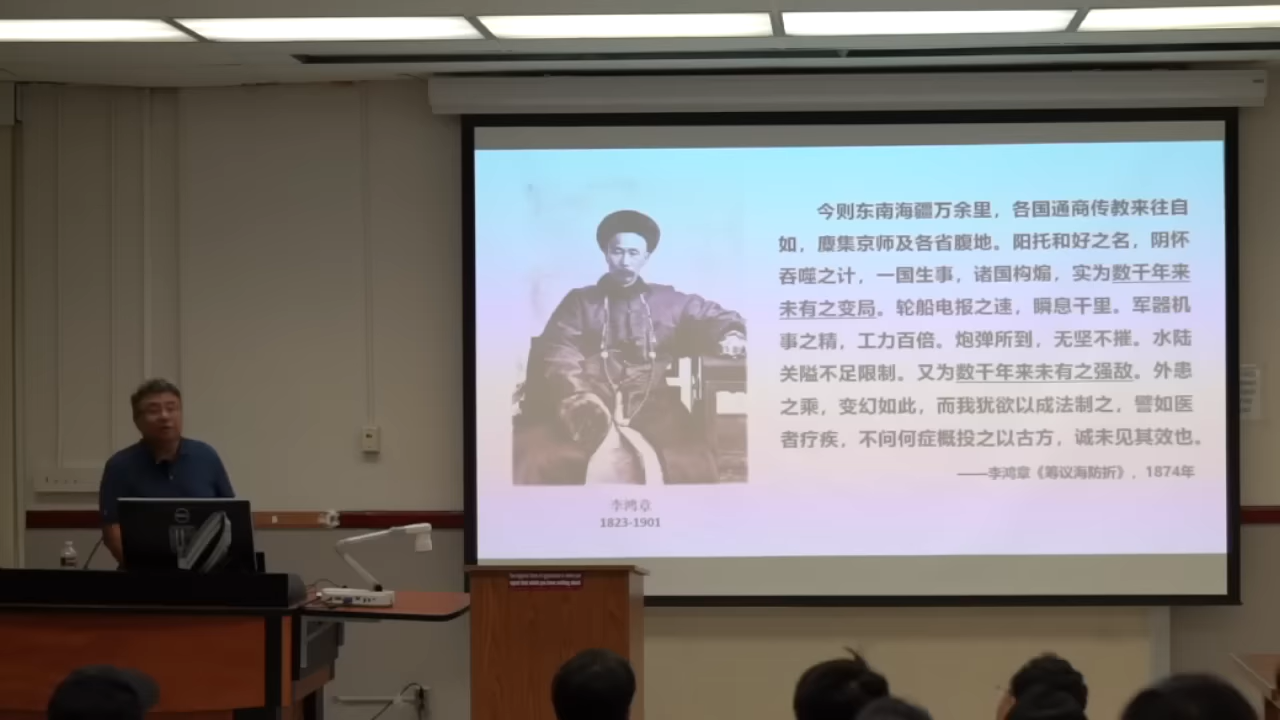 今则东南海疆万余里，各国通商传教来往自
如，麇集京师及各省腹地。阳托和好之名，阴怀
吞噬之计，一国生事，诸国构煽，实为数千年来
未有之变局。轮船电报之速，瞬息千里。军器机
事之精，工力百倍。炮弹所到，无坚不摧。水陆
关隘不足限制。又为数千年来未有之强敌。外患
之乘，变幻如此，而我犹欲以成法制之，譬如医
者疗疾，不问何症概投之以古方，诚未见其效也。
——李鸿章《筹议海防折》，1874年
李鸿章
1823-1901
DELL